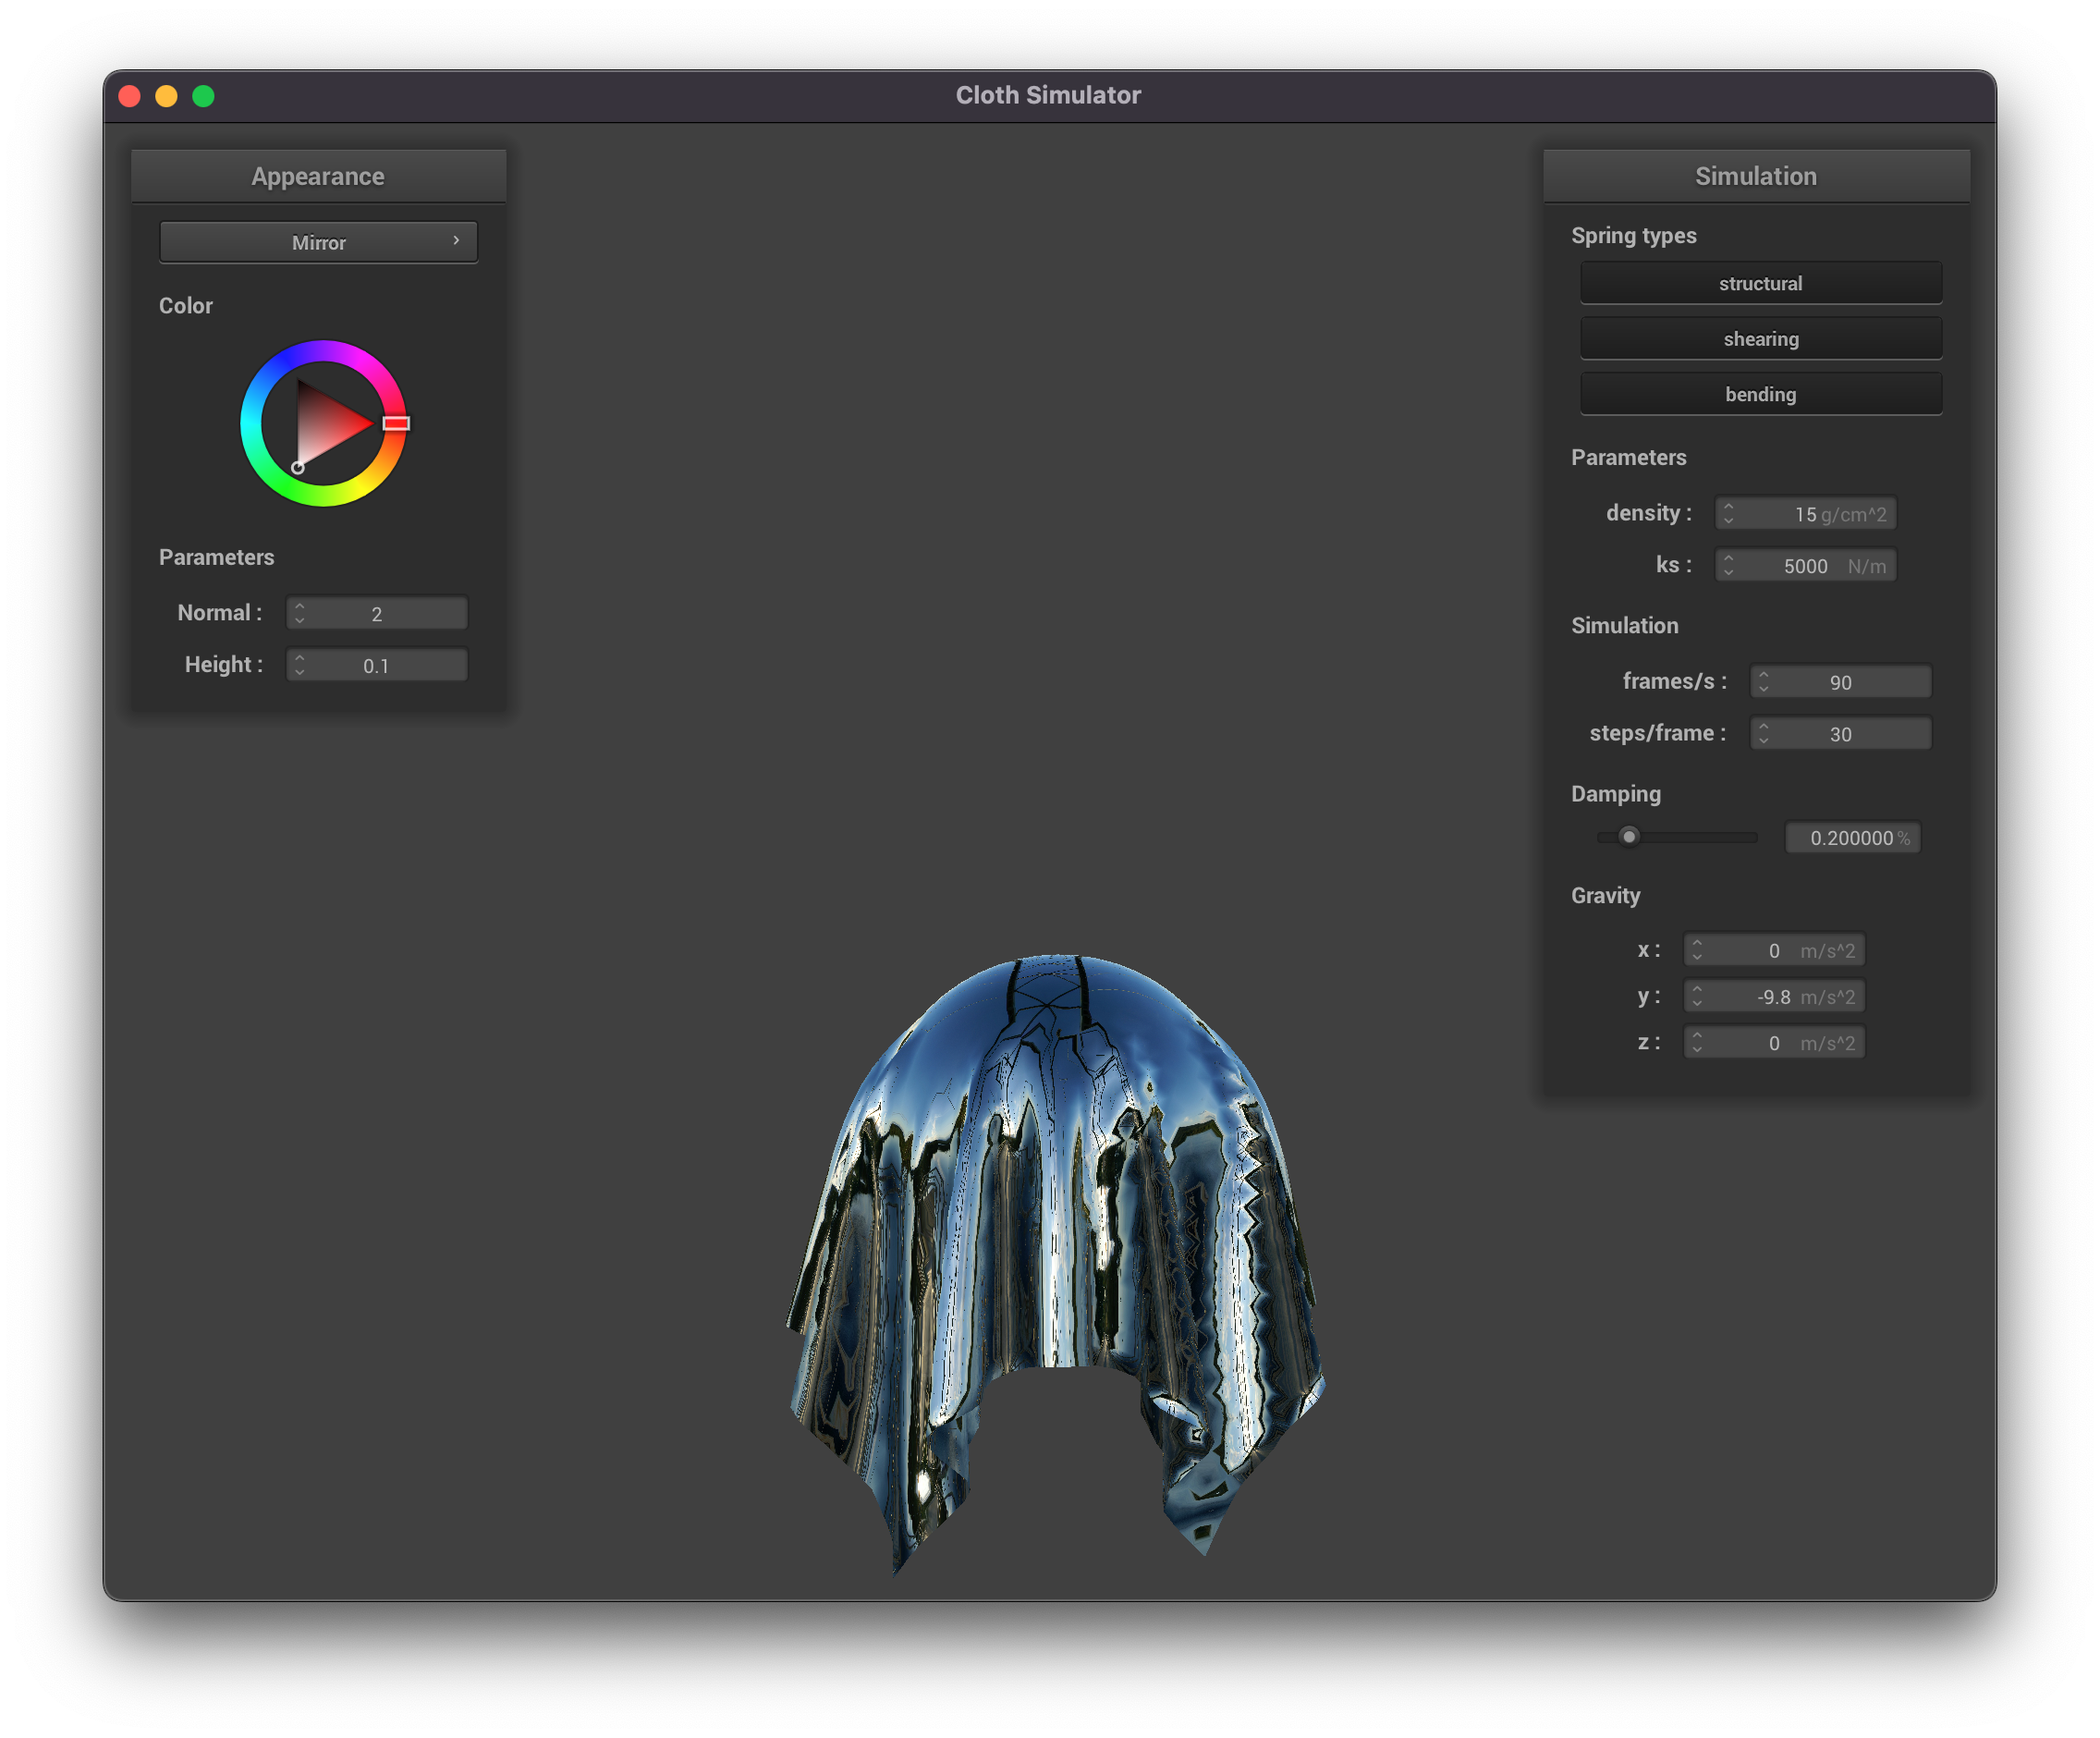 Cloth Simulator
Appearance
Mirror
Color
Parameters
Normal :
2
Height :
0.1
Simulation
Spring types
structural
shearing
bending
Parameters
density :
15 g/cm^2
ks :
5000 N/m
Simulation
frames/s :
90
steps/frame :
30
Damping
0.200000 %
Gravity
x :
0 m/s^2
y :
-9.8 m/s^2
z :
0 m/s^2